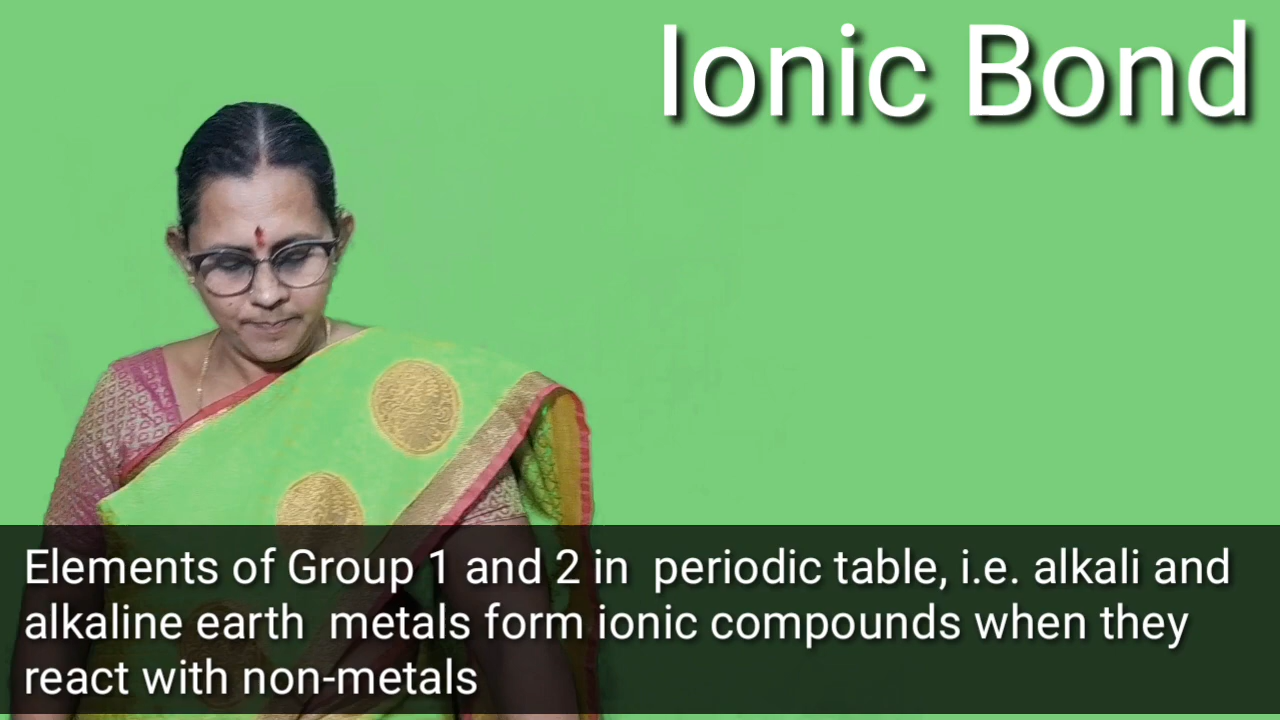 Ionic Bond
Elements of Group 1 and 2 in  periodic table, i.e. alkali and
alkaline earth  metals form ionic compounds when they
react with non-metals